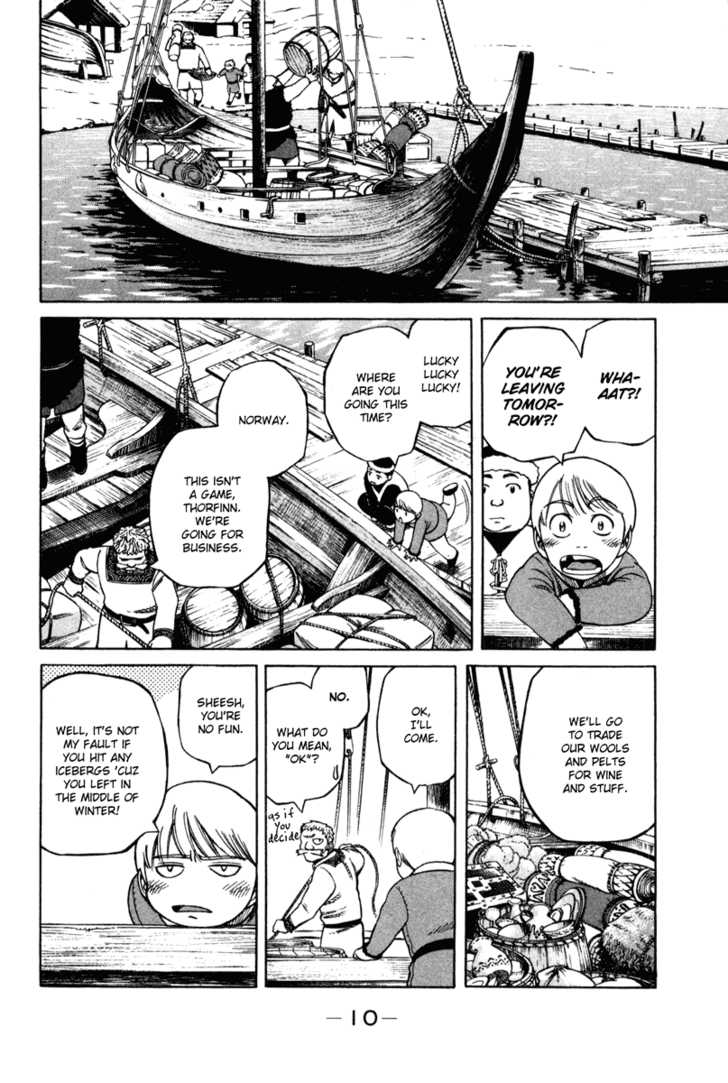 WHA-
AAT?!
YOU'RE
LEAVING
TOMOR-
ROW?!
LUCKY
LUCKY
LUCKY!
WHERE
ARE YOU
GOING THIS
TIME?
NORWAY.
THIS ISN'T
A GAME,
THORFINN.
WE'RE
GOING FOR
BUSINESS.
WE'LL GO
TO TRADE
OUR WOOLS
AND PELTS
FOR WINE
AND STUFF.
OK,
I'LL
COME.
NO.
WHAT DO
YOU MEAN,
"OK"?
as if
you
decide
SHEESH,
YOU'RE
NO FUN.
WELL, IT'S NOT
MY FAULT IF
YOU HIT ANY
ICEBERGS 'CUZ
YOU LEFT IN
THE MIDDLE OF
WINTER!
—10—